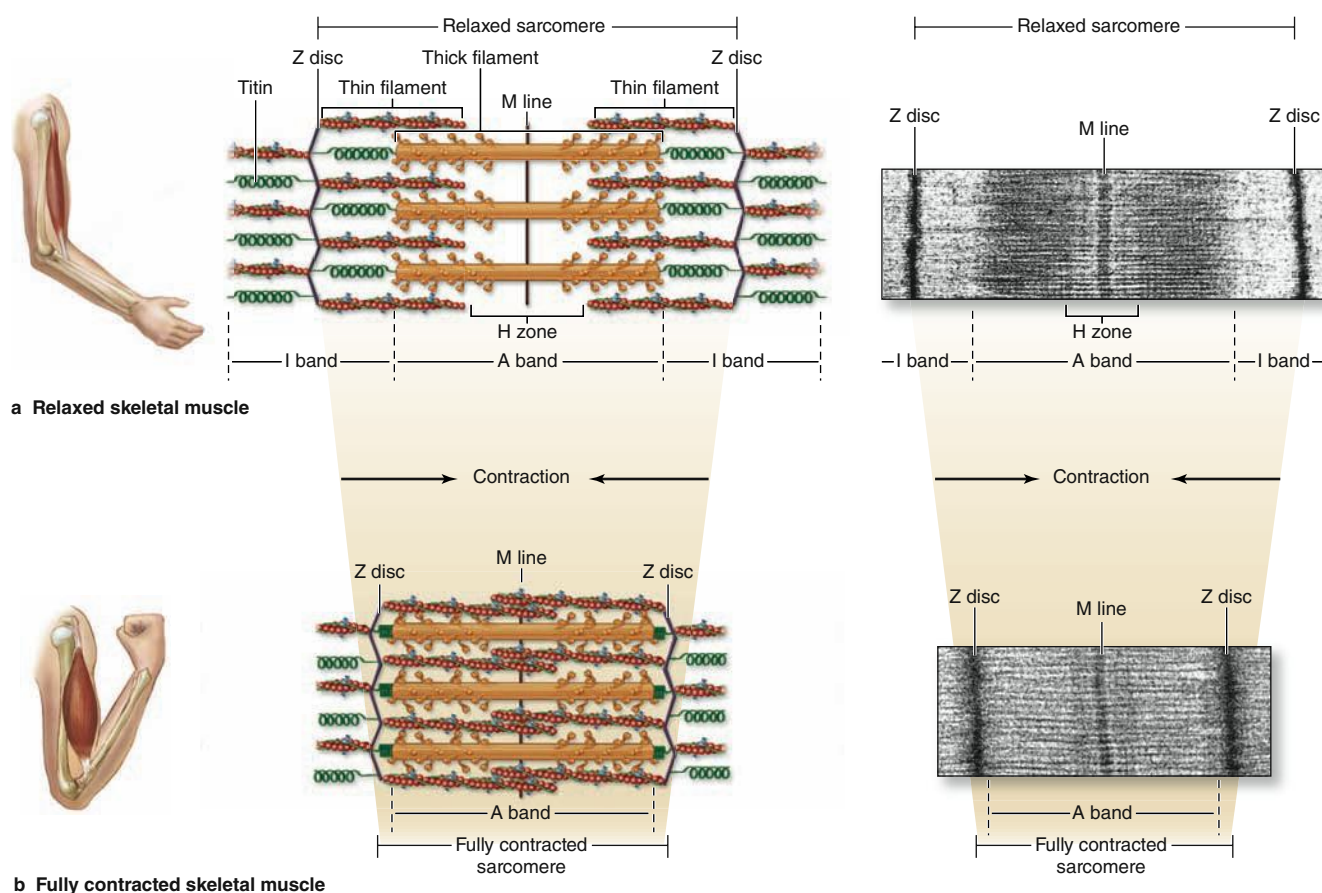 Relaxed sarcomere
Z disc
Thick filament
Z disc
Titin
Thin filament
M line
Thin filament
H zone
I band
A band
I band
a Relaxed skeletal muscle
Relaxed sarcomere
Z disc
M line
Z disc
H zone
I band
A band
I band
Contraction
Contraction
Z disc
M line
Z disc
A band
Fully contracted
sarcomere
Z disc
M line
Z disc
A band
Fully contracted
sarcomere
b Fully contracted skeletal muscle